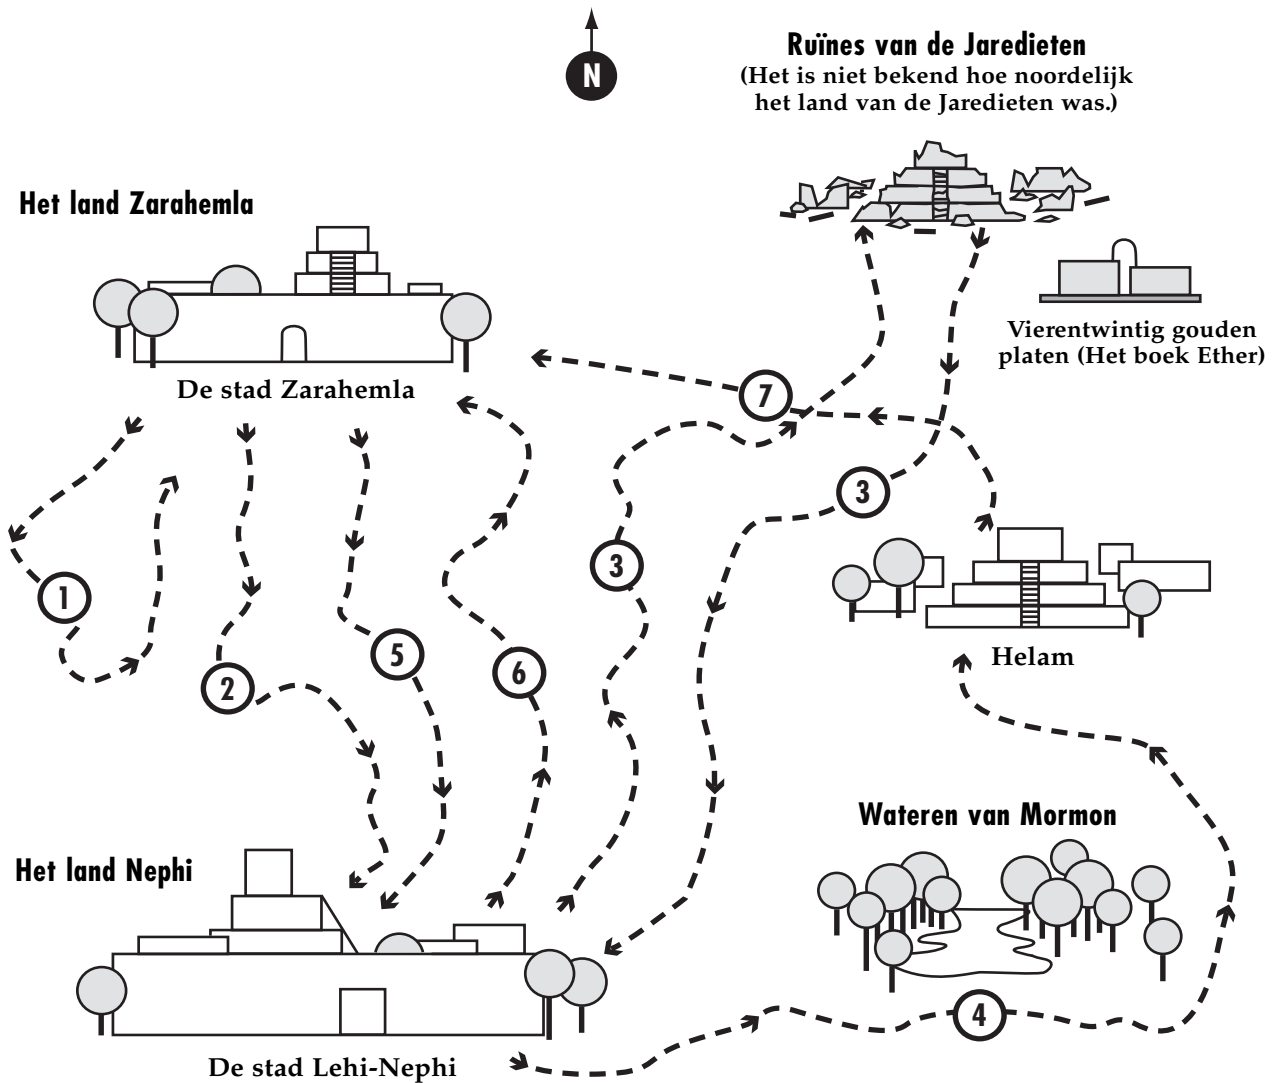 N
Ruïnes van de Jaredieten
(Het is niet bekend hoe noordelijk
het land van de Jaredieten was.)
Het land Zarahemla
De stad Zarahemla
Vierentwintig gouden
platen (Het boek Ether)
7
3
3
1
2
5
6
Helam
Wateren van Mormon
Het land Nephi
4
De stad Lehi-Nephi